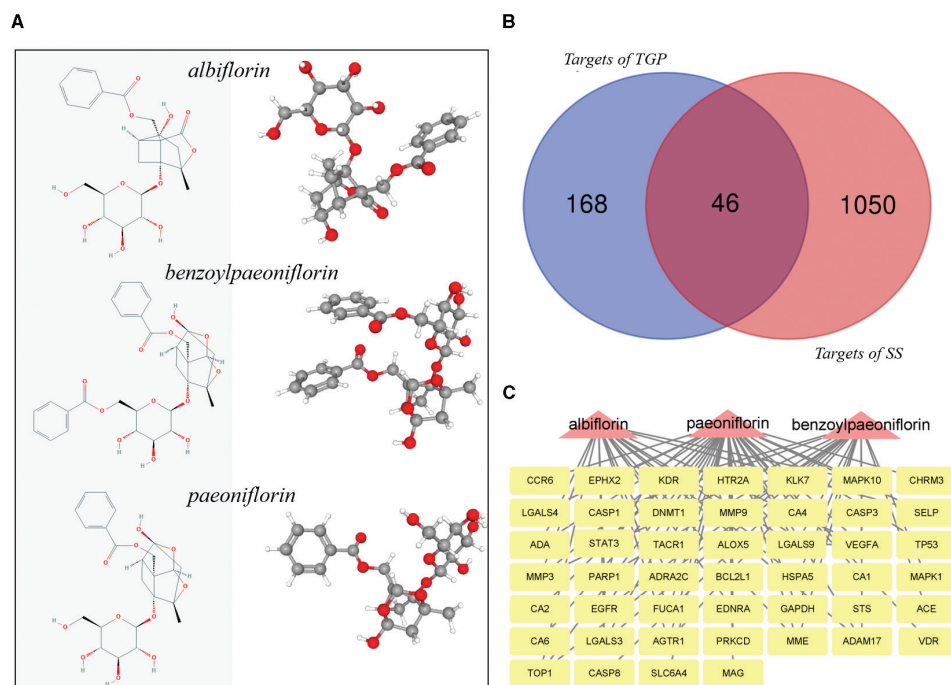 A
albiflorin
benzoylpaeoniflorin
paeoniflorin
B
Targets of TGP
168
46
1050
Targets of SS
C
albiflorin paeoniflorin benzoylpaeoniflorin
CCR6 EPHX2 KDR HTR2A KLK7 MAPK10 CHRM3
LGALS4 CASP1 DNMT1 MMP9 CA4 CASP3 SELP
ADA STAT3 TACR1 ALOX5 LGALS9 VEGFA TP53
MMP3 PARP1 ADRA2C BCL2L1 HSPA5 CA1 MAPK1
CA2 EGFR FUCA1 EDNRA GAPDH STS ACE
CA6 LGALS3 AGTR1 PRKCD MME ADAM17 VDR
TOP1 CASP8 SLC6A4 MAG